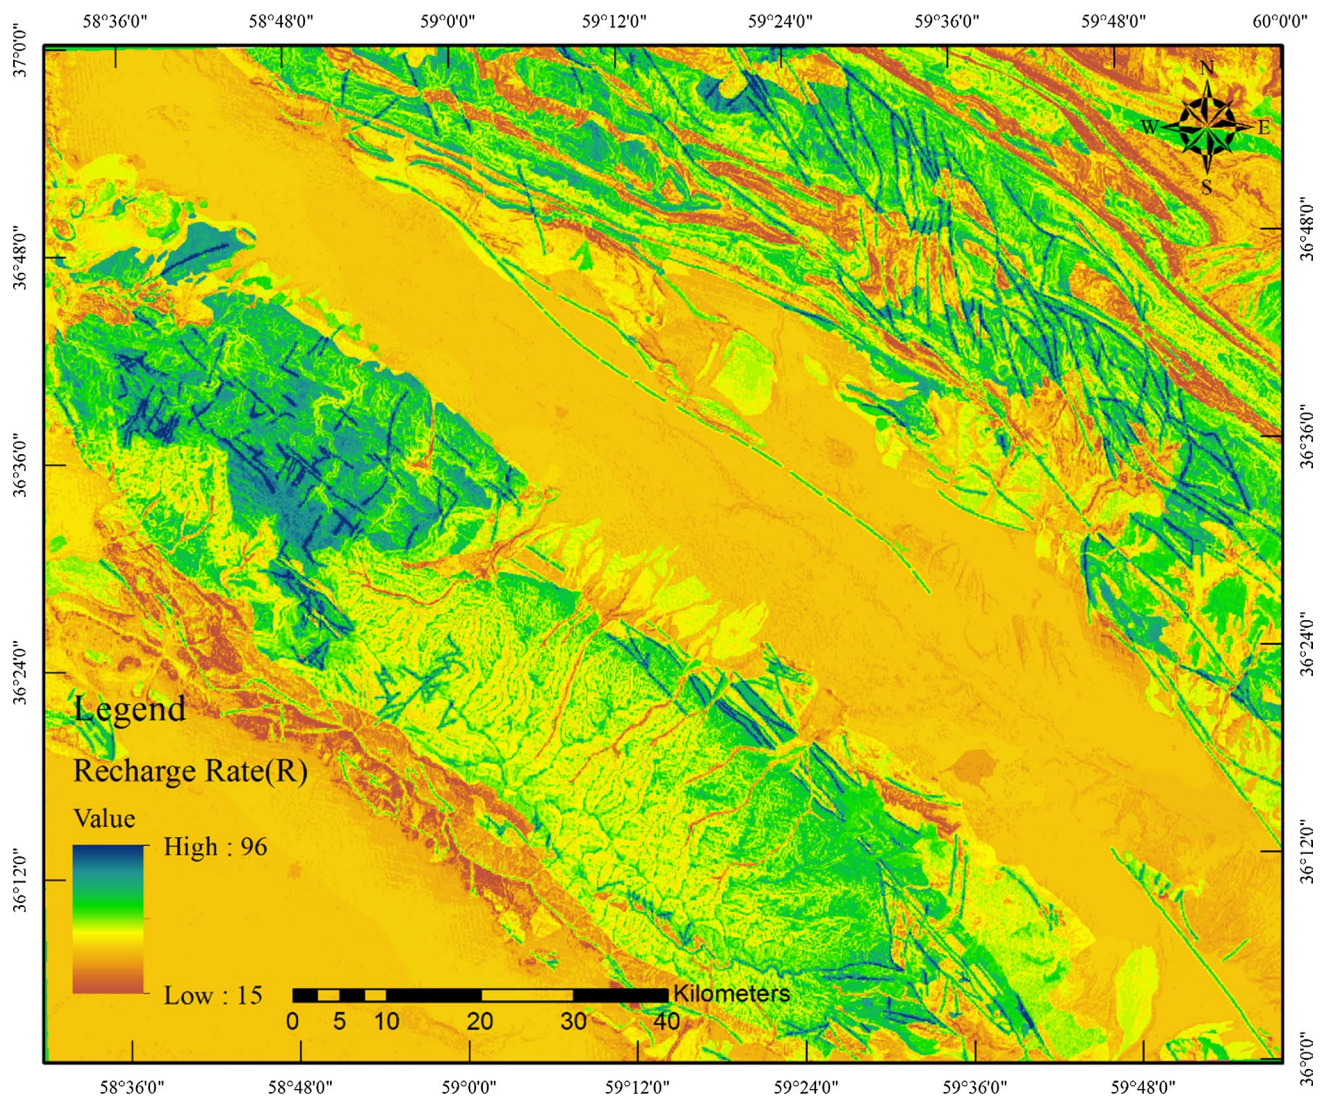 58°36'0" 58°48'0" 59°00'0" 59°12'0" 59°24'0" 59°36'0" 59°48'0" 60°0'0"
37°0'0"
N
W E
S
36°48'0" 36°48'0"
36°36'0" 36°36'0"
36°24'0" 36°24'0"
Legend
Recharge Rate(R)
Value
High : 96
36°12'0" 36°12'0"
Low : 15
Kilometers
0 5 10 20 30 40
36°0'0"
58°36'0" 58°48'0" 59°00'0" 59°12'0" 59°24'0" 59°36'0" 59°48'0"